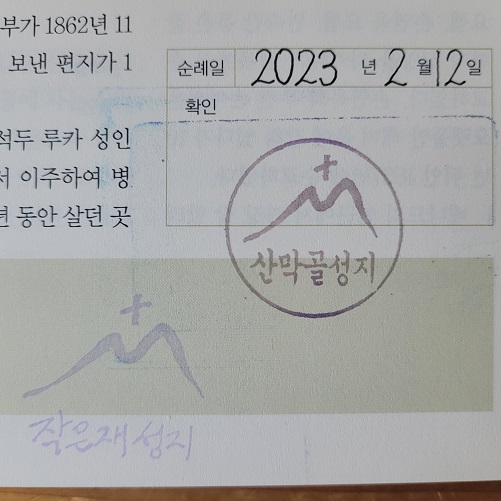 부가 1862년 11
보낸 편지가 1
석두 루카 성인
서 이주하여 병
년 동안 살던 곳
순례일 2023 년 2 월 12 일
확인
산막골성지
작은재 성지